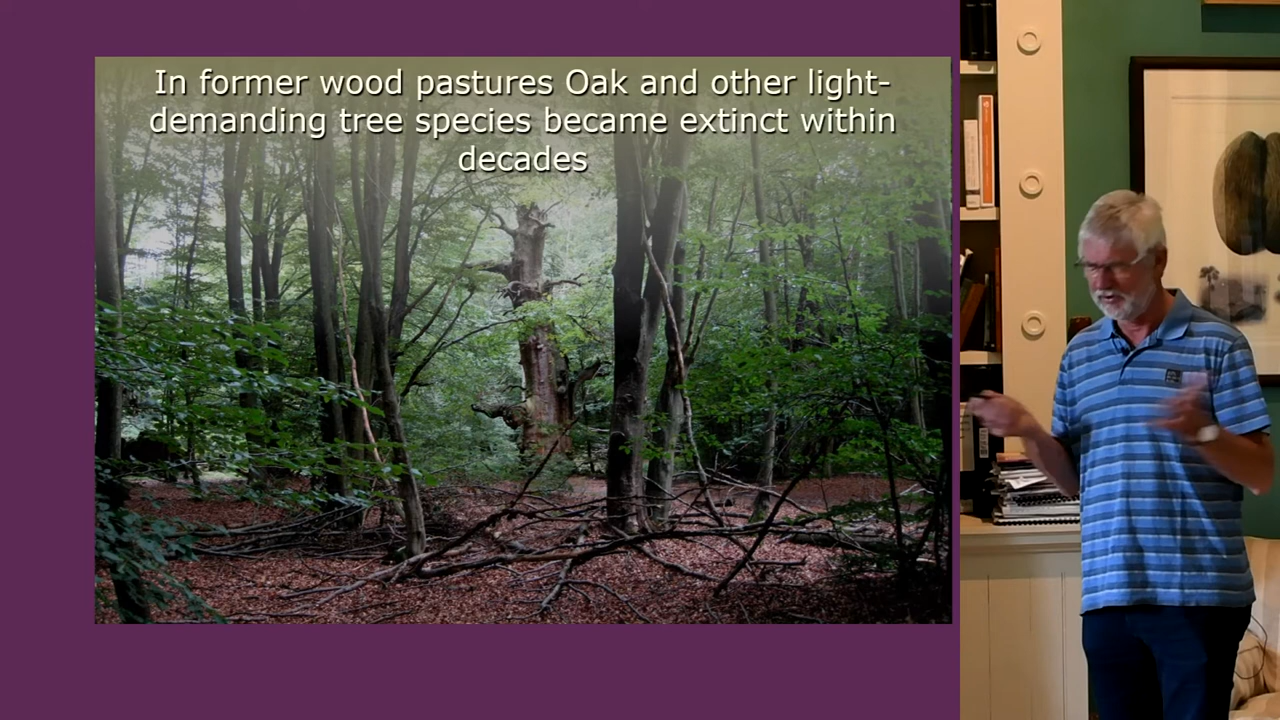 In former wood pastures Oak and other light-
demanding tree species became extinct within
decades